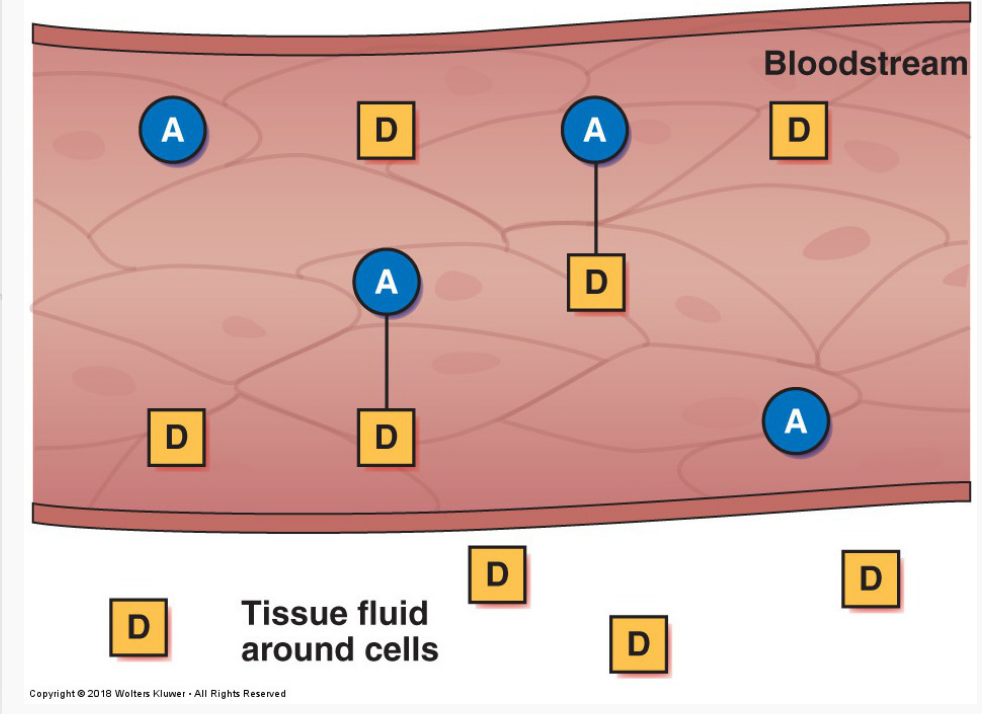 Bloodstream
A
D
A
D
A
D
D
D
A
D
D
D
Tissue fluid
around cells
D
D
Copyright © 2018 Wolters Kluwer • All Rights Reserved